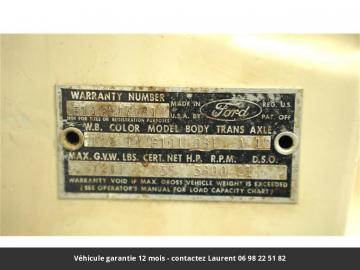 WARRANTY NUMBER
MADE IN
U.S.A. BY
Ford
REG. U.S.
PAT. OFF
NOT FOR TITLE OR REGISTRATION PURPOSES
W.B. COLOR MODEL BODY TRANS AXLE
MAX. G.V.W. LBS. CERT. NET H.P. R.P.M. D.S.O.
WARRANTY VOID IF MAX. GROSS VEHICLE WEIGHT IS EXCEEDED
(SEE OPERATOR'S MANUAL FOR LOAD CAPACITY CHART)
Véhicule garantie 12 mois - contactez Laurent 06 98 22 51 82